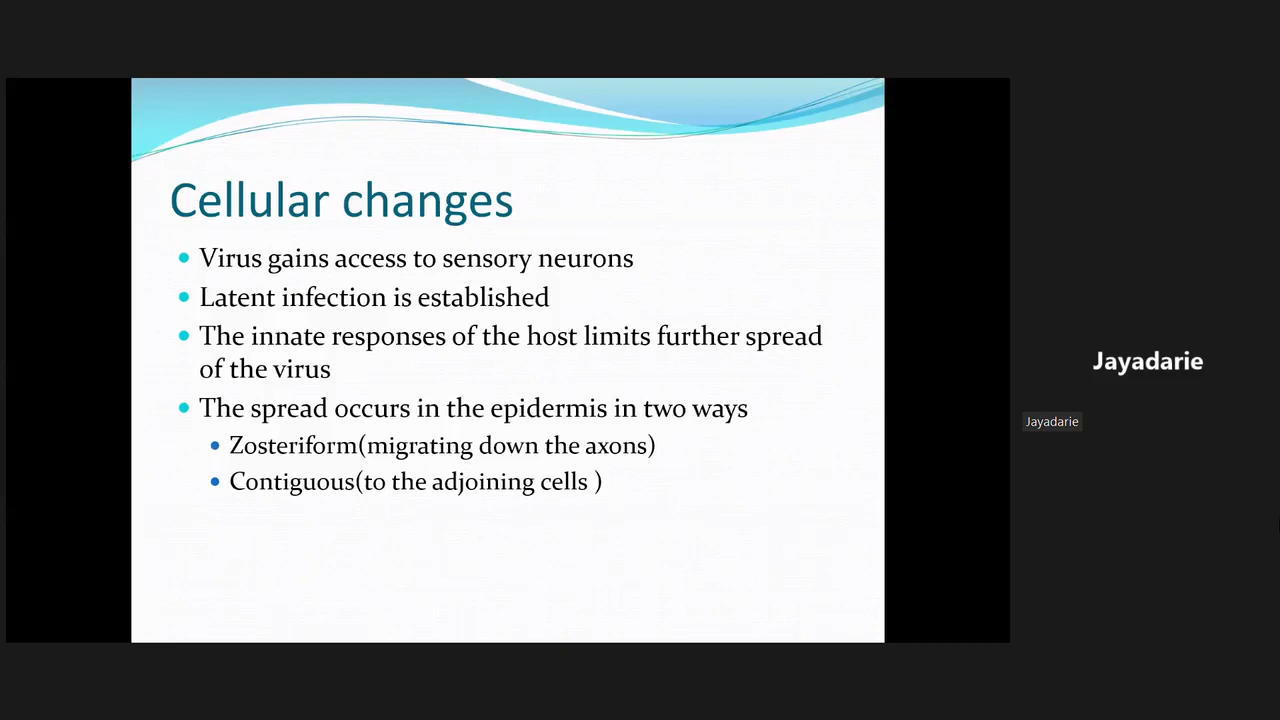 Cellular changes
Virus gains access to sensory neurons
Latent infection is established
The innate responses of the host limits further spread
of the virus
The spread occurs in the epidermis in two ways
Zosteriform(migrating down the axons)
Contiguous(to the adjoining cells )
Jayadarie
Jayadarie